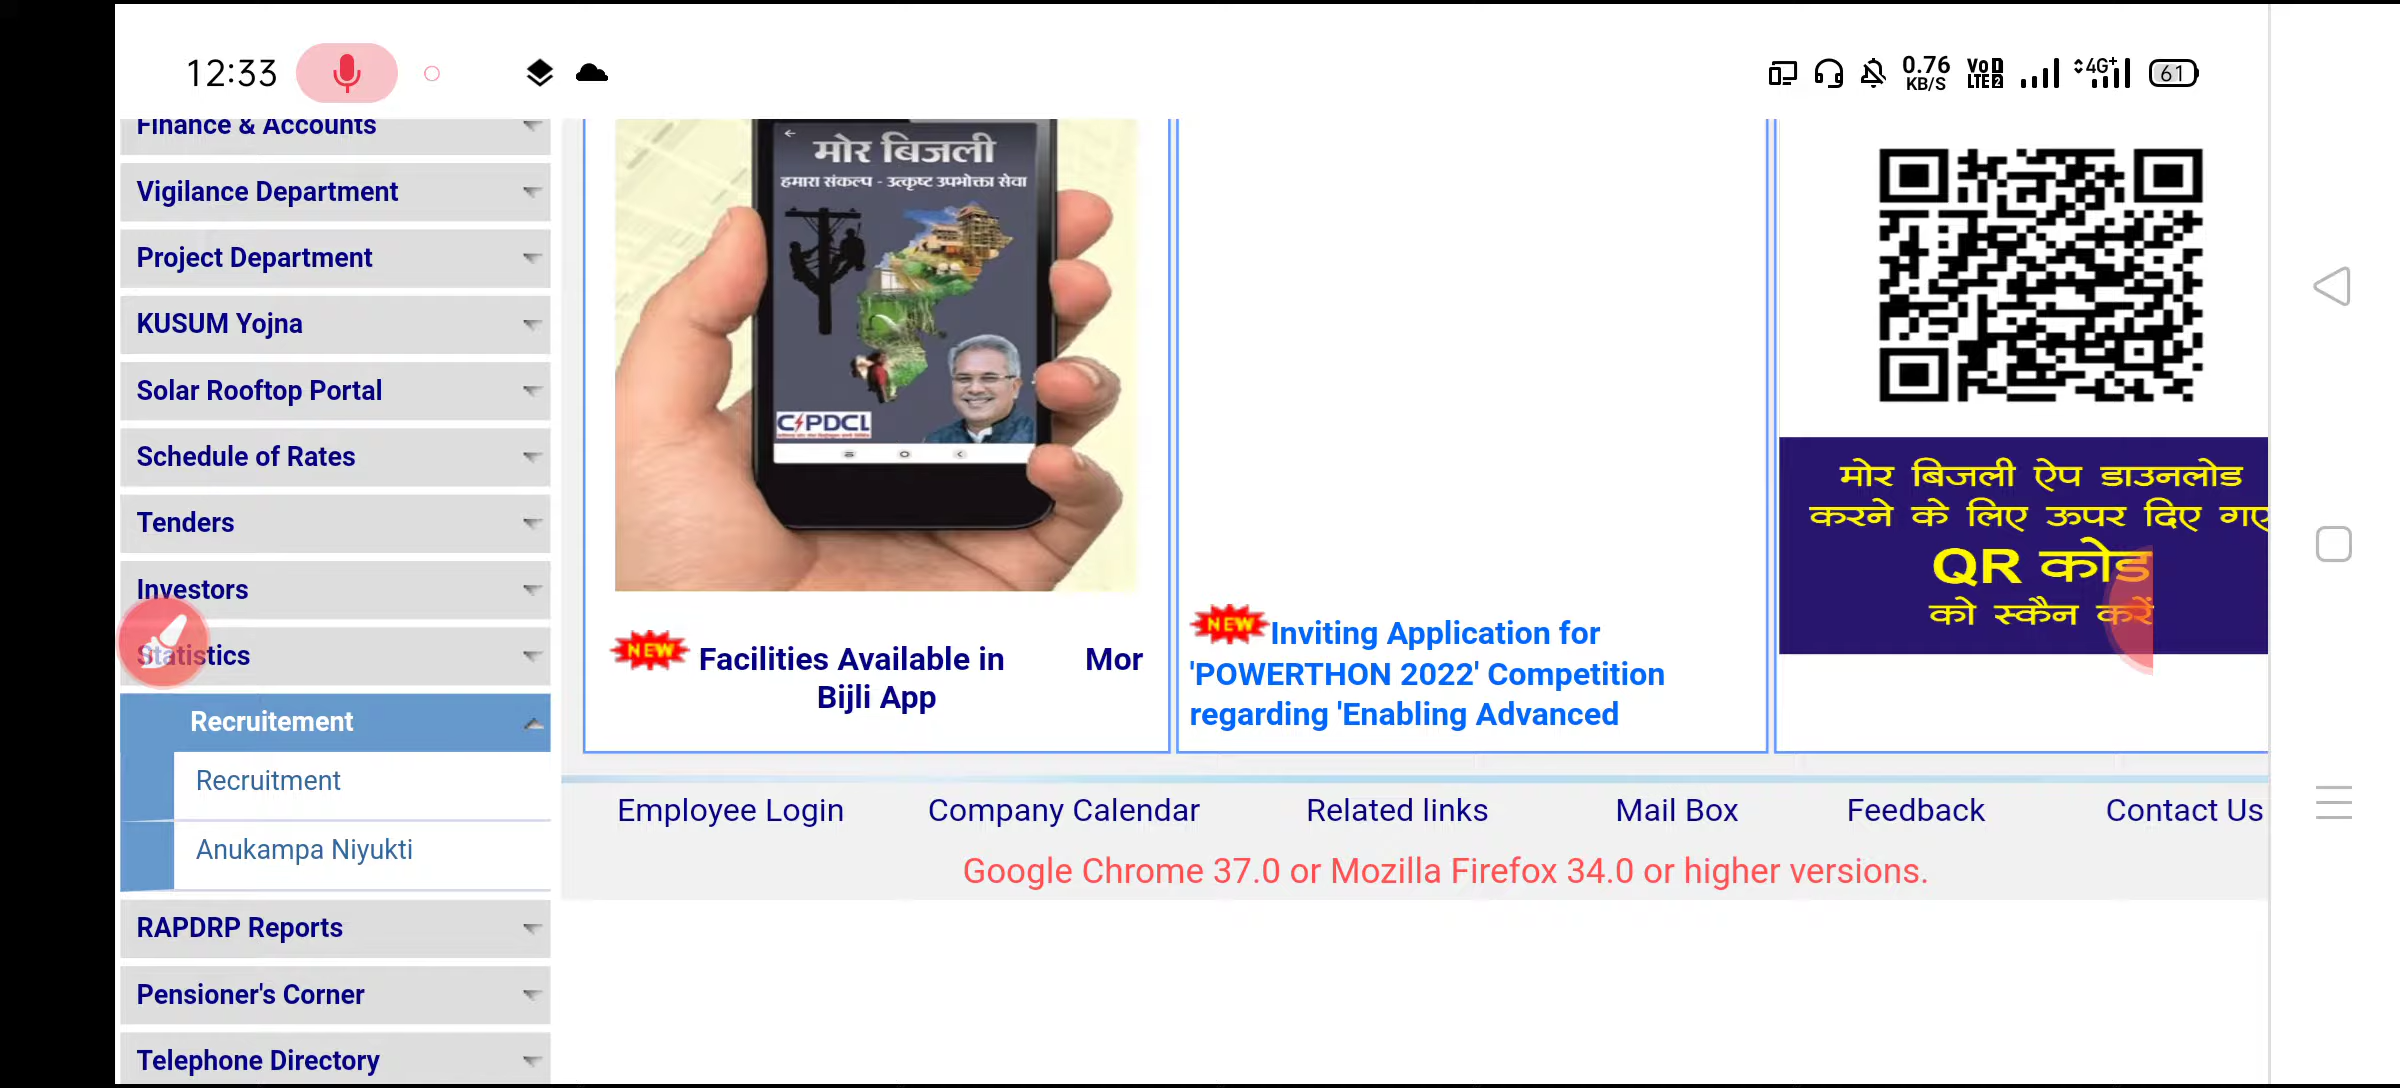 12:33
0.76
KB/S
VoD
LTE 2
4G+
61
Finance & Accounts
Vigilance Department
Project Department
KUSUM Yojna
Solar Rooftop Portal
Schedule of Rates
Tenders
Investors
Statistics
Recruitement
Recruitment
Anukampa Niyukti
RAPDRP Reports
Pensioner's Corner
Telephone Directory
मोर बिजली
हमारा संकल्प - उत्कृष्ट उपभोक्ता सेवा
CSPDCL
NEW Facilities Available in Mor
Bijli App
NEW Inviting Application for
'POWERTHON 2022' Competition
regarding 'Enabling Advanced
मोर बिजली ऐप डाउनलोड
करने के लिए ऊपर दिए गए
QR कोड
को स्कैन करें
Employee Login Company Calendar Related links Mail Box Feedback Contact Us
Google Chrome 37.0 or Mozilla Firefox 34.0 or higher versions.